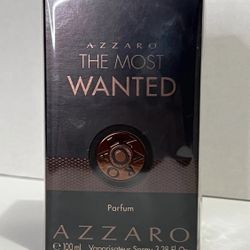 AZZARO
THE MOST
WANTED
Parfum
AZZARO
℮ 100 ml Vaporisateur Spray 3.38 Fl. Oz.